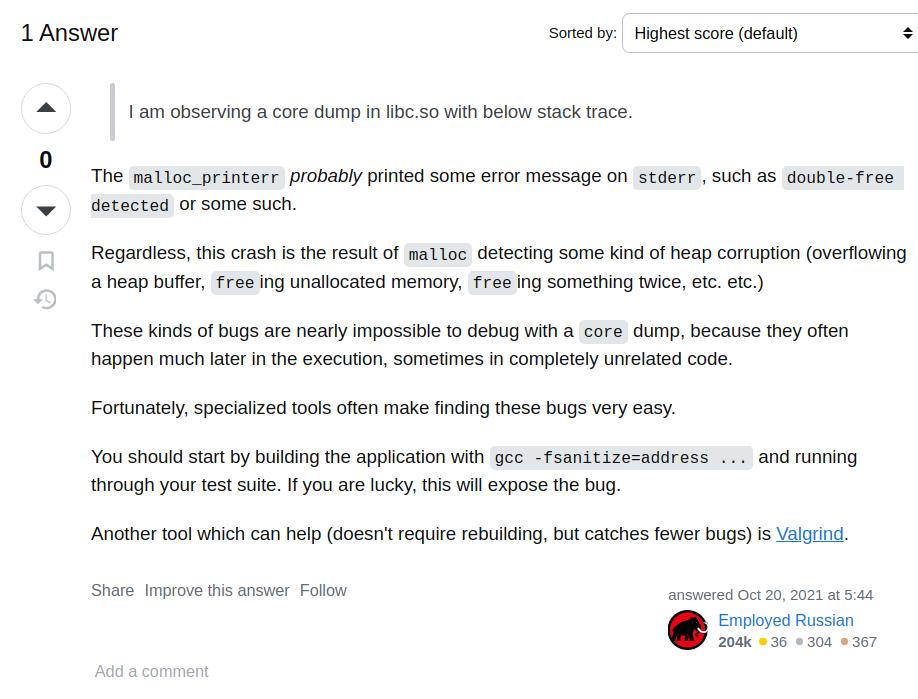 1 Answer
Sorted by: Highest score (default)
I am observing a core dump in libc.so with below stack trace.
0
The malloc_printerr probably printed some error message on stderr, such as double-free
detected or some such.
Regardless, this crash is the result of malloc detecting some kind of heap corruption (overflowing
a heap buffer, freeing unallocated memory, freeing something twice, etc. etc.)
These kinds of bugs are nearly impossible to debug with a core dump, because they often
happen much later in the execution, sometimes in completely unrelated code.
Fortunately, specialized tools often make finding these bugs very easy.
You should start by building the application with gcc -fsanitize=address ... and running
through your test suite. If you are lucky, this will expose the bug.
Another tool which can help (doesn't require rebuilding, but catches fewer bugs) is Valgrind.
Share Improve this answer Follow
answered Oct 20, 2021 at 5:44
Employed Russian
204k 36 304 367
Add a comment